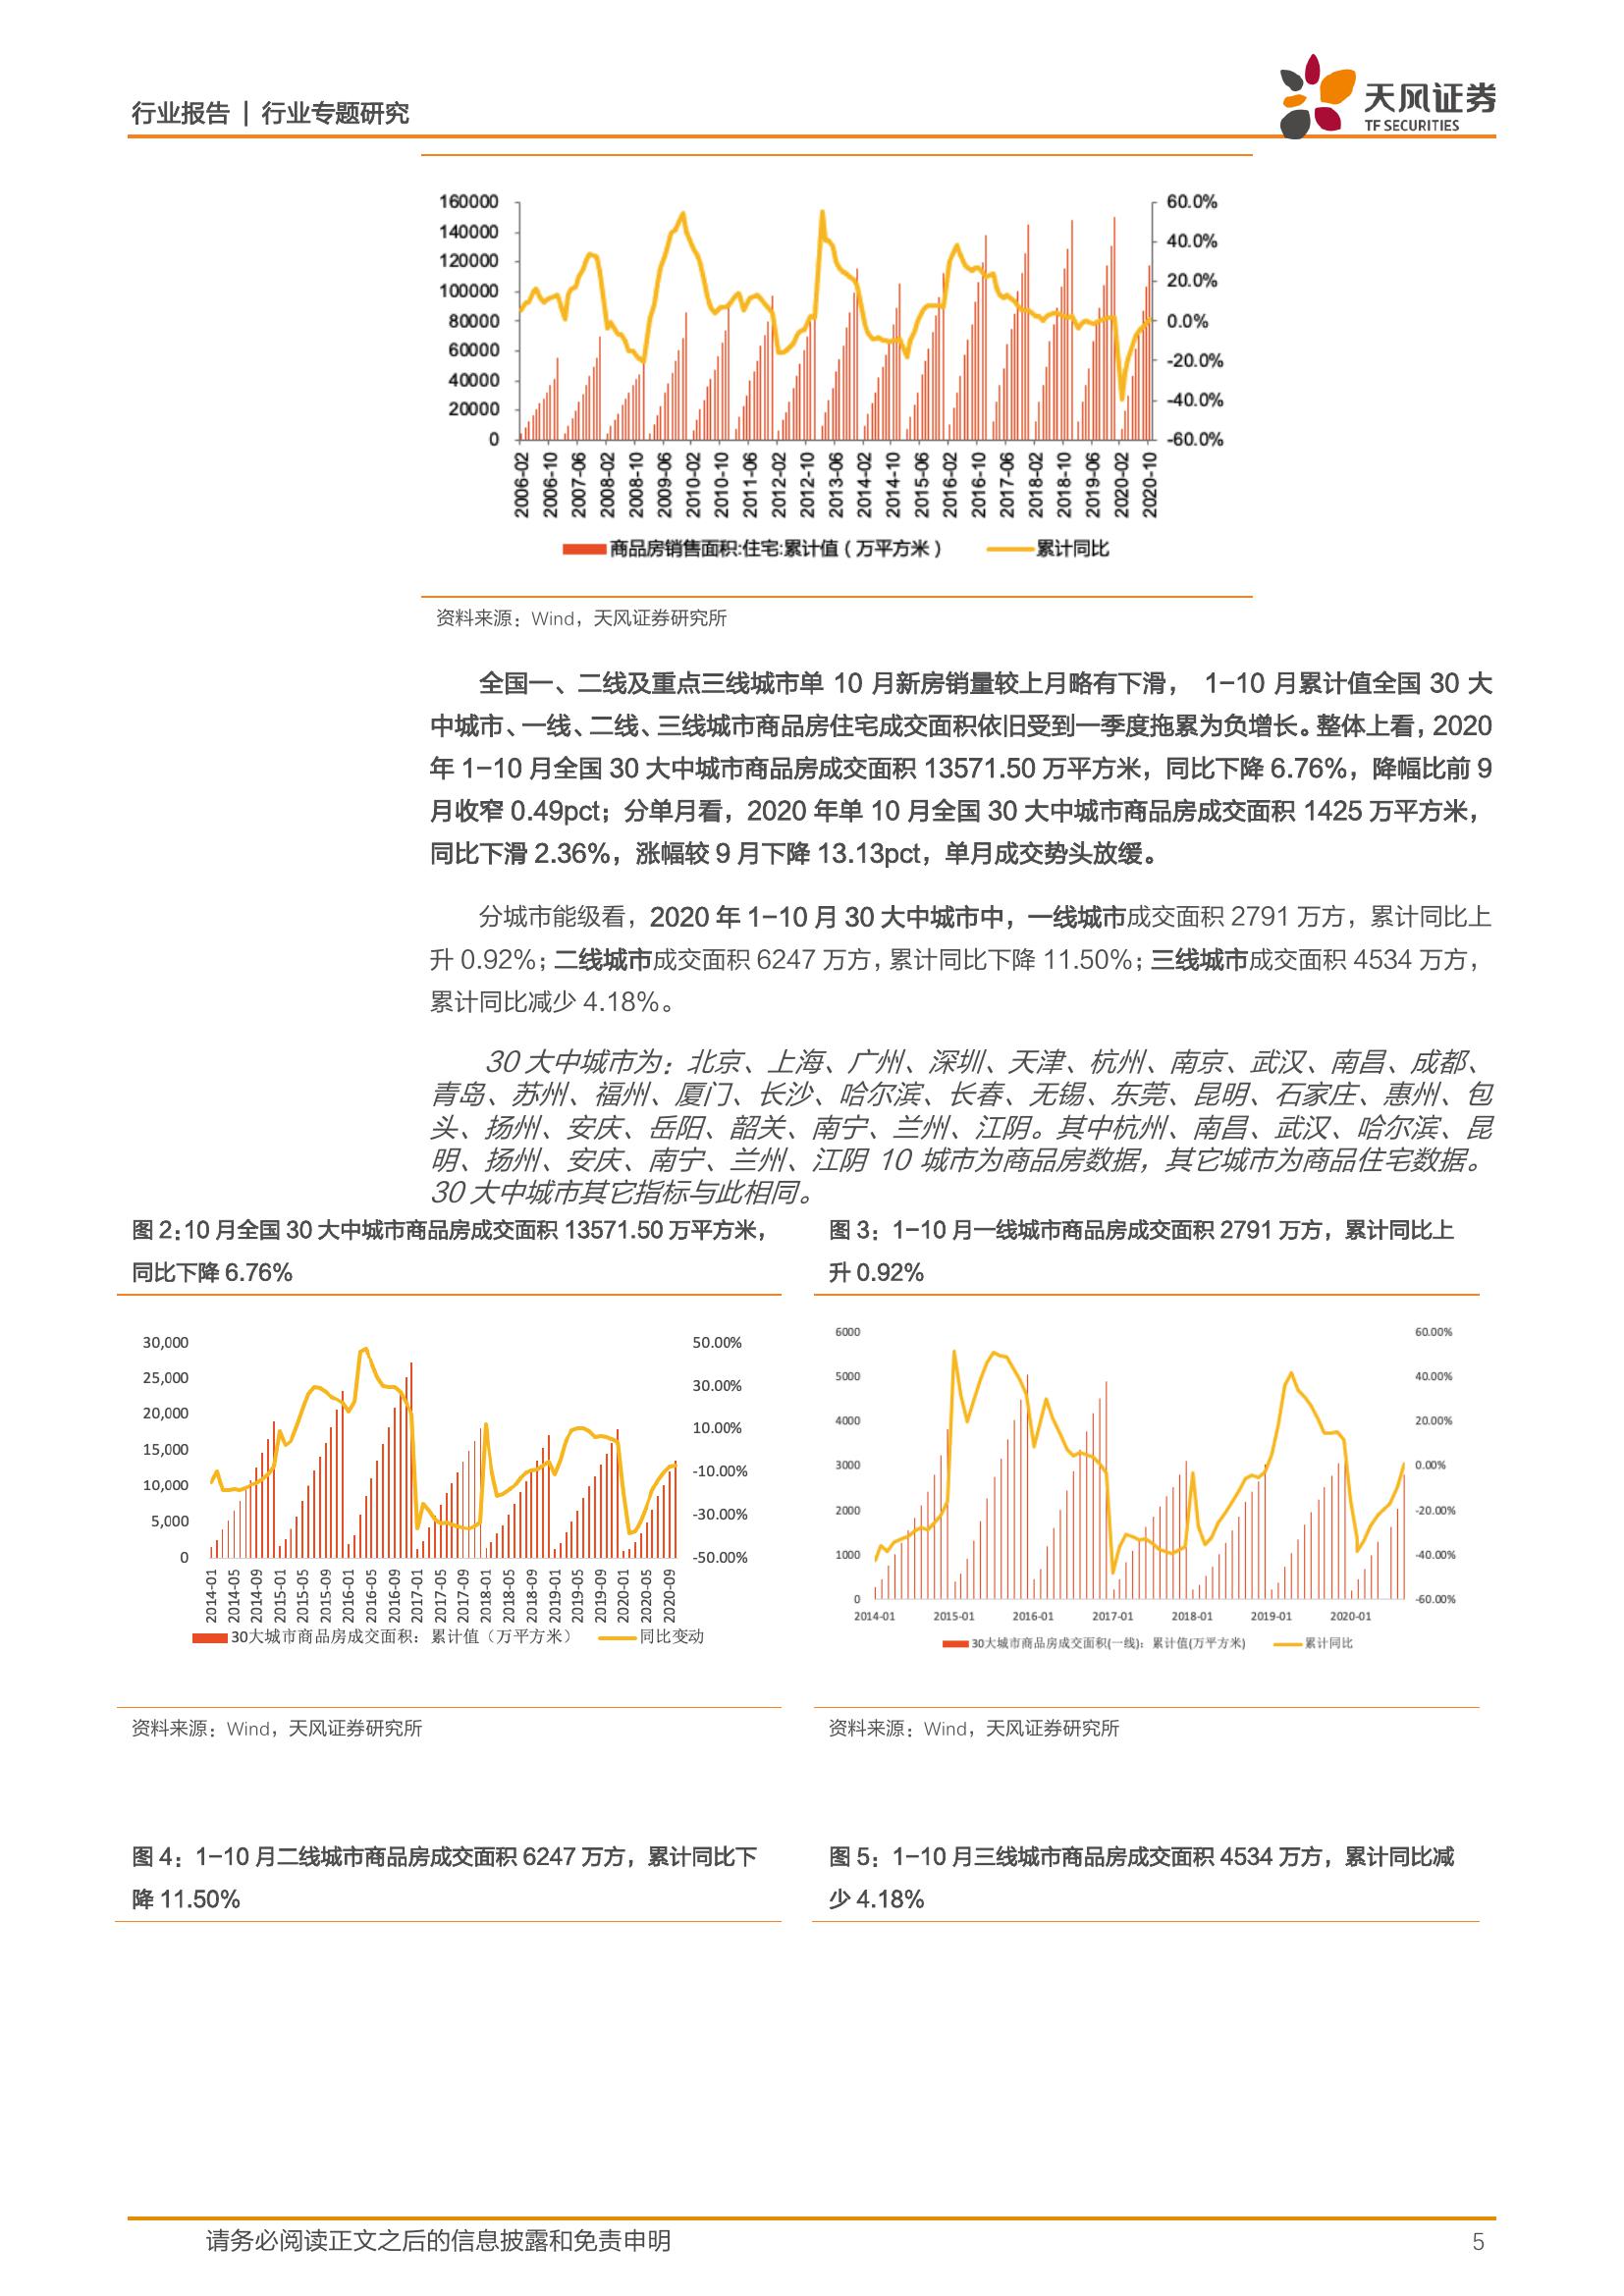 行业报告 | 行业专题研究
天风证券
TF SECURITIES
160000
140000
120000
100000
80000
60000
40000
20000
0
60.0%
40.0%
20.0%
0.0%
-20.0%
-40.0%
-60.0%
2006-02
2006-10
2007-06
2008-02
2008-10
2009-06
2010-02
2010-10
2011-06
2012-02
2012-10
2013-06
2014-02
2014-10
2015-06
2016-02
2016-10
2017-06
2018-02
2018-10
2019-06
2020-02
2020-10
商品房销售面积:住宅:累计值（万平方米）
累计同比
资料来源：Wind，天风证券研究所
全国一、二线及重点三线城市单 10 月新房销量较上月略有下滑， 1-10 月累计值全国 30 大
中城市、一线、二线、三线城市商品房住宅成交面积依旧受到一季度拖累为负增长。整体上看，2020
年 1-10 月全国 30 大中城市商品房成交面积 13571.50 万平方米，同比下降 6.76%，降幅比前 9
月收窄 0.49pct；分单月看，2020 年单 10 月全国 30 大中城市商品房成交面积 1425 万平方米，
同比下滑 2.36%，涨幅较 9 月下降 13.13pct，单月成交势头放缓。
分城市能级看，2020 年 1-10 月 30 大中城市中，一线城市成交面积 2791 万方，累计同比上
升 0.92%；二线城市成交面积 6247 万方，累计同比下降 11.50%；三线城市成交面积 4534 万方，
累计同比减少 4.18%。
30 大中城市为：北京、上海、广州、深圳、天津、杭州、南京、武汉、南昌、成都、
青岛、苏州、福州、厦门、长沙、哈尔滨、长春、无锡、东莞、昆明、石家庄、惠州、包
头、扬州、安庆、岳阳、韶关、南宁、兰州、江阴。其中杭州、南昌、武汉、哈尔滨、昆
明、扬州、安庆、南宁、兰州、江阴 10 城市为商品房数据，其它城市为商品住宅数据。
30 大中城市其它指标与此相同。
图 2：10 月全国 30 大中城市商品房成交面积 13571.50 万平方米，
同比下降 6.76%
30,000
25,000
20,000
15,000
10,000
5,000
0
50.00%
30.00%
10.00%
-10.00%
-30.00%
-50.00%
2014-01
2014-05
2014-09
2015-01
2015-05
2015-09
2016-01
2016-05
2016-09
2017-01
2017-05
2017-09
2018-01
2018-05
2018-09
2019-01
2019-05
2019-09
2020-01
2020-05
2020-09
30大城市商品房成交面积：累计值（万平方米）
同比变动
资料来源：Wind，天风证券研究所
图 3：1-10 月一线城市商品房成交面积 2791 万方，累计同比上
升 0.92%
6000
5000
4000
3000
2000
1000
0
60.00%
40.00%
20.00%
0.00%
-20.00%
-40.00%
-60.00%
2014-01
2015-01
2016-01
2017-01
2018-01
2019-01
2020-01
30大城市商品房成交面积(一线)：累计值(万平方米)
累计同比
资料来源：Wind，天风证券研究所
图 4：1-10 月二线城市商品房成交面积 6247 万方，累计同比下
降 11.50%
图 5：1-10 月三线城市商品房成交面积 4534 万方，累计同比减
少 4.18%
请务必阅读正文之后的信息披露和免责申明
5